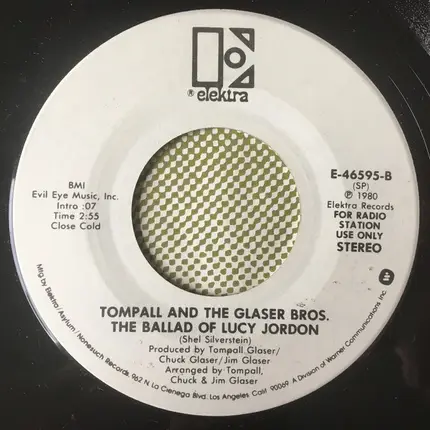 ® elektra
BMI
Evil Eye Music, Inc.
Intro :07
Time 2:55
Close Cold
E-46595-B
(SP)
Ⓟ 1980
Elektra Records
FOR RADIO
STATION
USE ONLY
STEREO
TOMPALL AND THE GLASER BROS.
THE BALLAD OF LUCY JORDON
(Shel Silverstein)
Produced by Tompall Glaser/
Chuck Glaser/Jim Glaser
Arranged by Tompall,
Chuck & Jim Glaser
Mfg by Elektra/Asylum/Nonesuch Records, 962 N. La Cienega Blvd. Los Angeles, Calif. 90069. A Division of Warner Communications Inc.